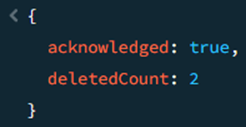 < {
acknowledged: true,
deletedCount: 2
}